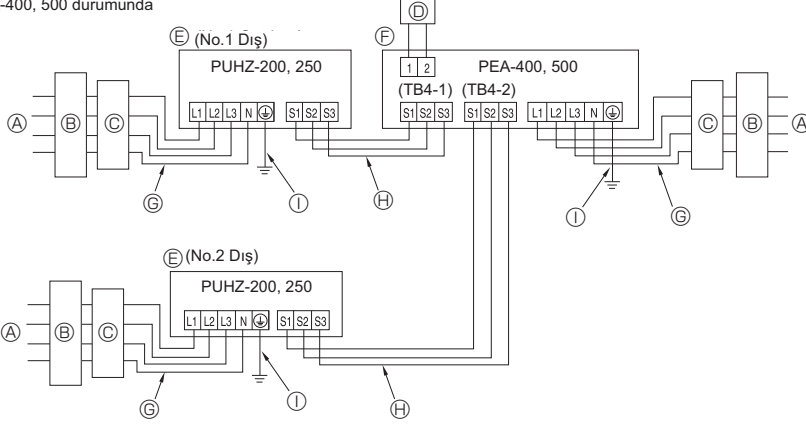 -400, 500 durumunda
Ⓓ
Ⓔ (No.1 Dış)
Ⓕ
PUHZ-200, 250
1 2
PEA-400, 500
(TB4-1) (TB4-2)
L1 L2 L3 N S1 S2 S3
S1 S2 S3 S1 S2 S3 L1 L2 L3 N
Ⓐ Ⓑ Ⓒ
Ⓒ Ⓑ Ⓐ
Ⓖ Ⓘ Ⓗ Ⓘ Ⓖ
Ⓔ (No.2 Dış)
PUHZ-200, 250
L1 L2 L3 N S1 S2 S3
Ⓐ Ⓑ Ⓒ
Ⓖ Ⓘ Ⓗ